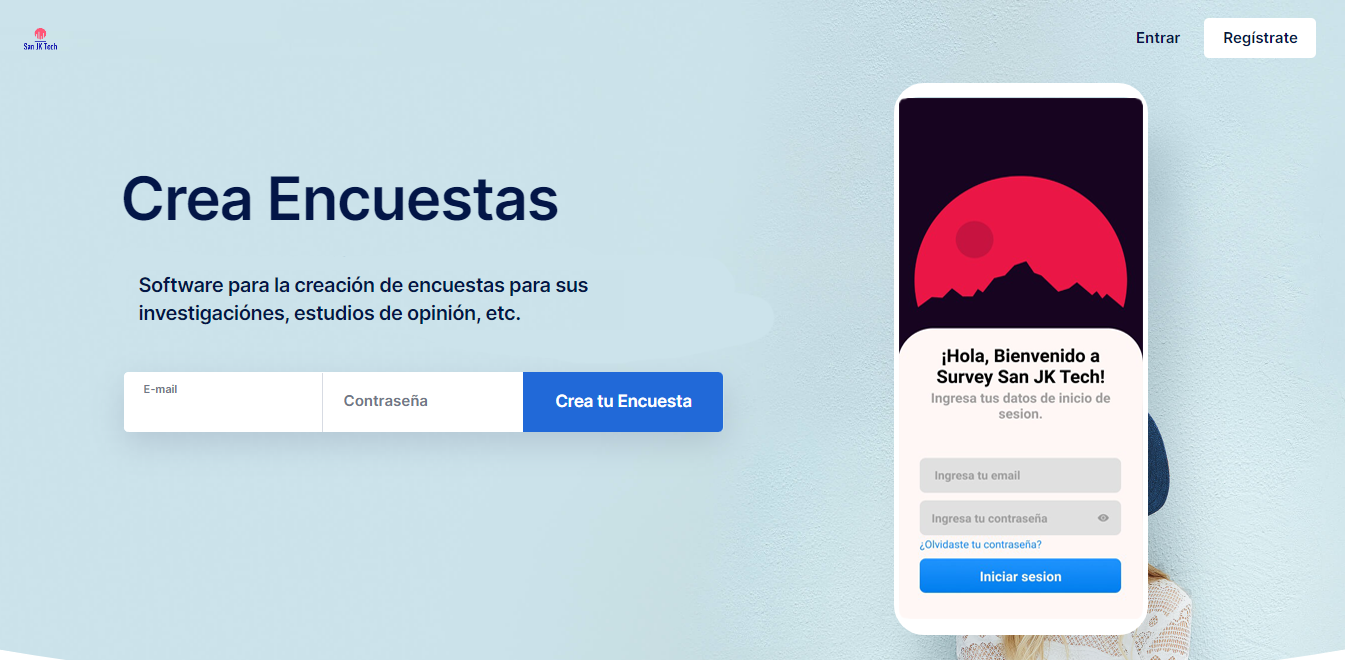 San JK Tech
Entrar
Regístrate
Crea Encuestas
Software para la creación de encuestas para sus
investigaciónes, estudios de opinión, etc.
E-mail
Contraseña
Crea tu Encuesta
¡Hola, Bienvenido a
Survey San JK Tech!
Ingresa tus datos de inicio de
sesion.
Ingresa tu email
Ingresa tu contraseña
¿Olvidaste tu contraseña?
Iniciar sesion